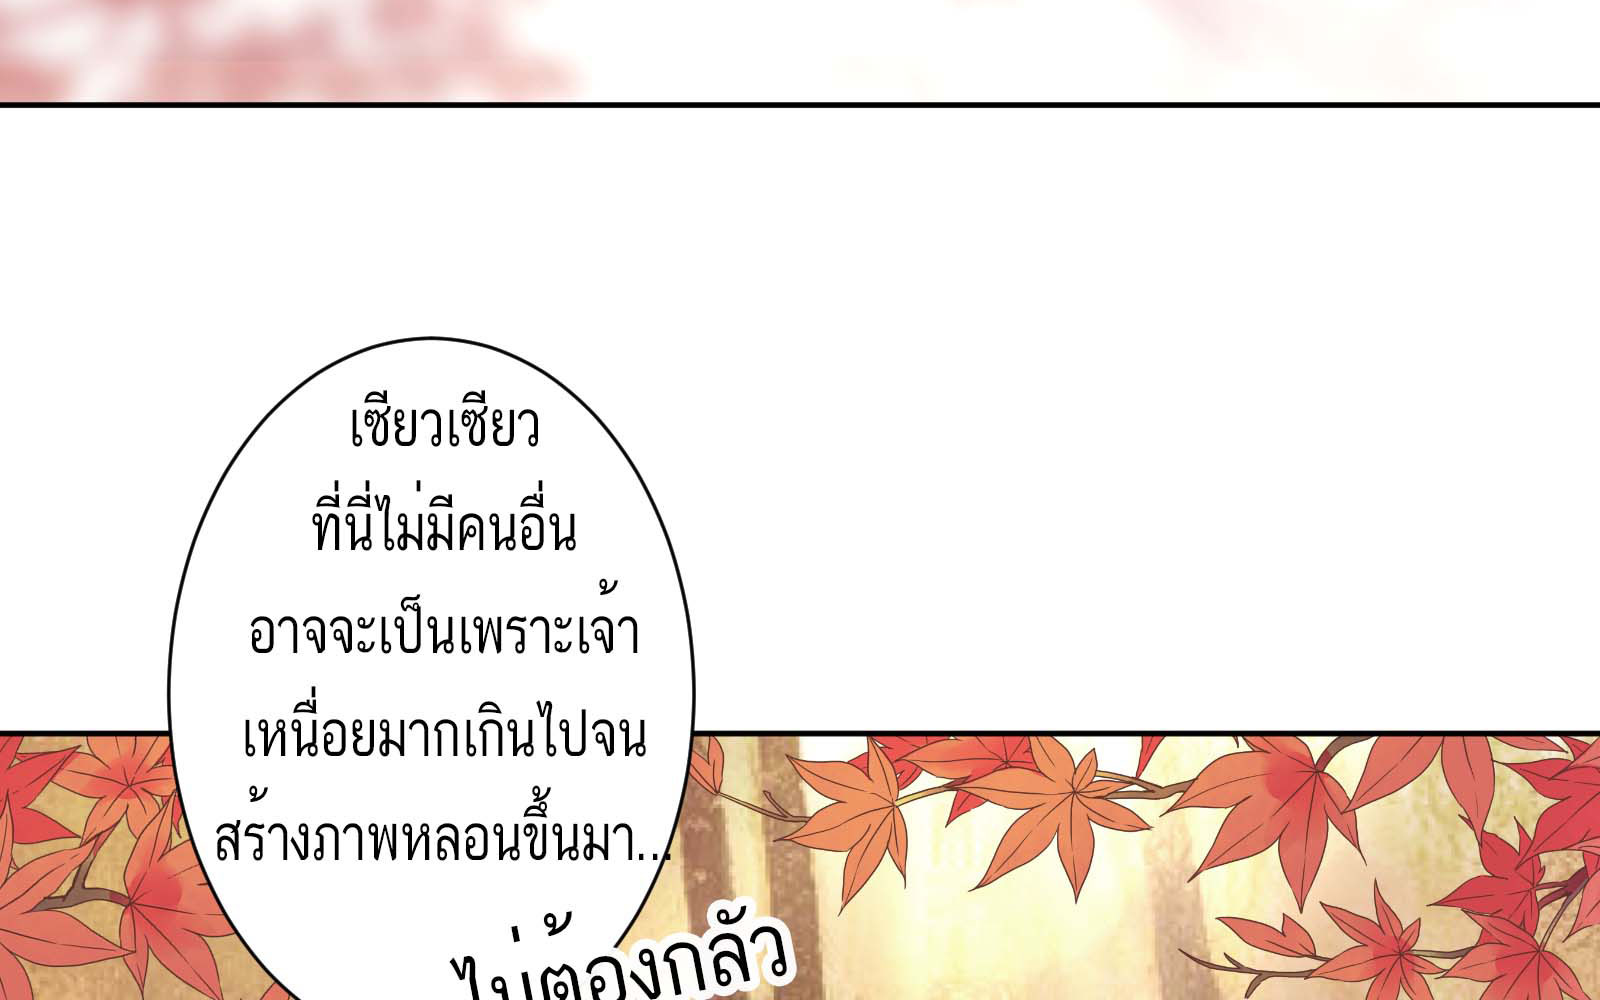 เซียวเซียว
ที่นี่ไม่มีคนอื่น
อาจจะเป็นเพราะเจ้า
เหนื่อยมากเกินไปจน
สร้างภาพหลอนขึ้นมา...
ไม่ต้องกลัว